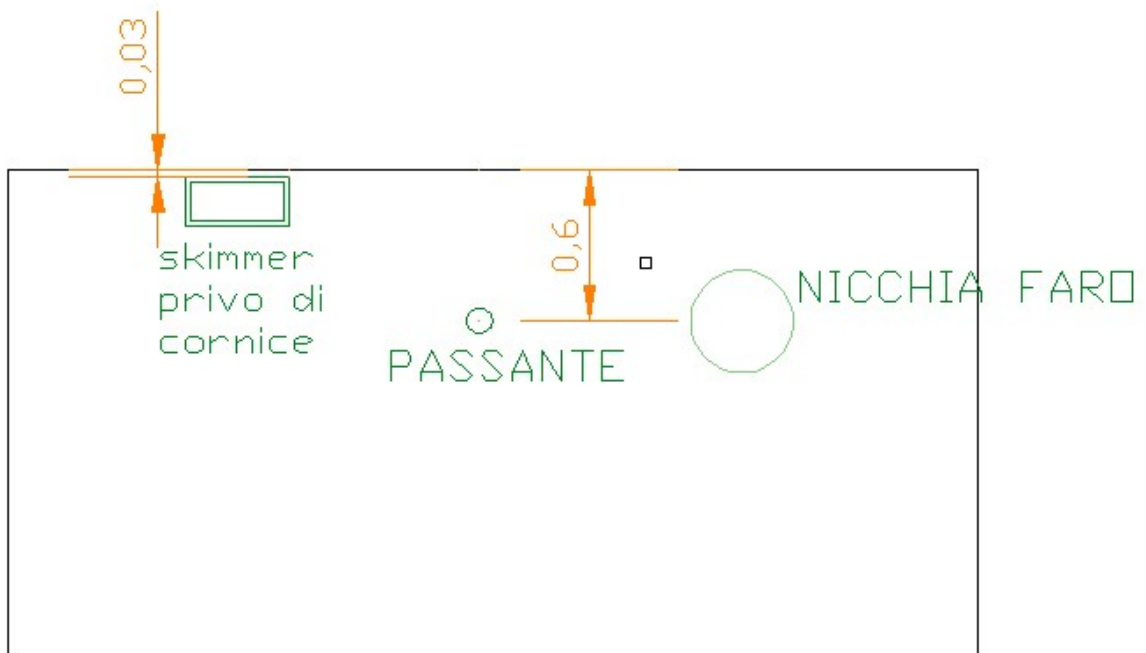 0,03
0,6
skimmer
privo di
cornice
PASSANTE
NICCHIA FARO